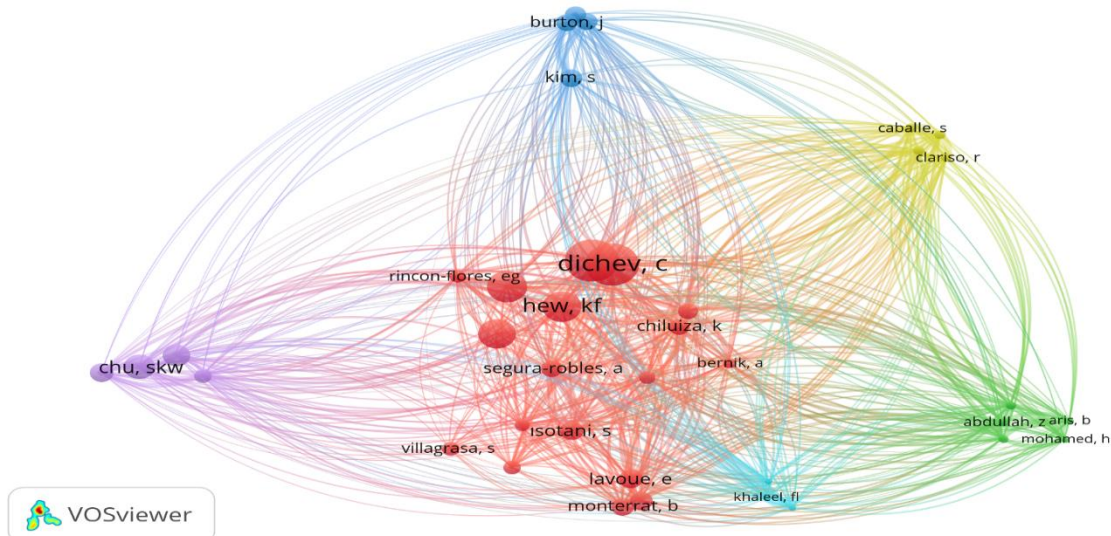 burton, j
kim, s
caballe, s
clariso, r
dichev, c
rincon-flores, eg
hew, kf
chiluiza, k
bernik, a
segura-robles, a
chu, skw
isotani, s
villagrasa, s
abdullah, z
aris, b
mohamed, h
lavoue, e
khaleel, fl
monterrat, b
VOSviewer